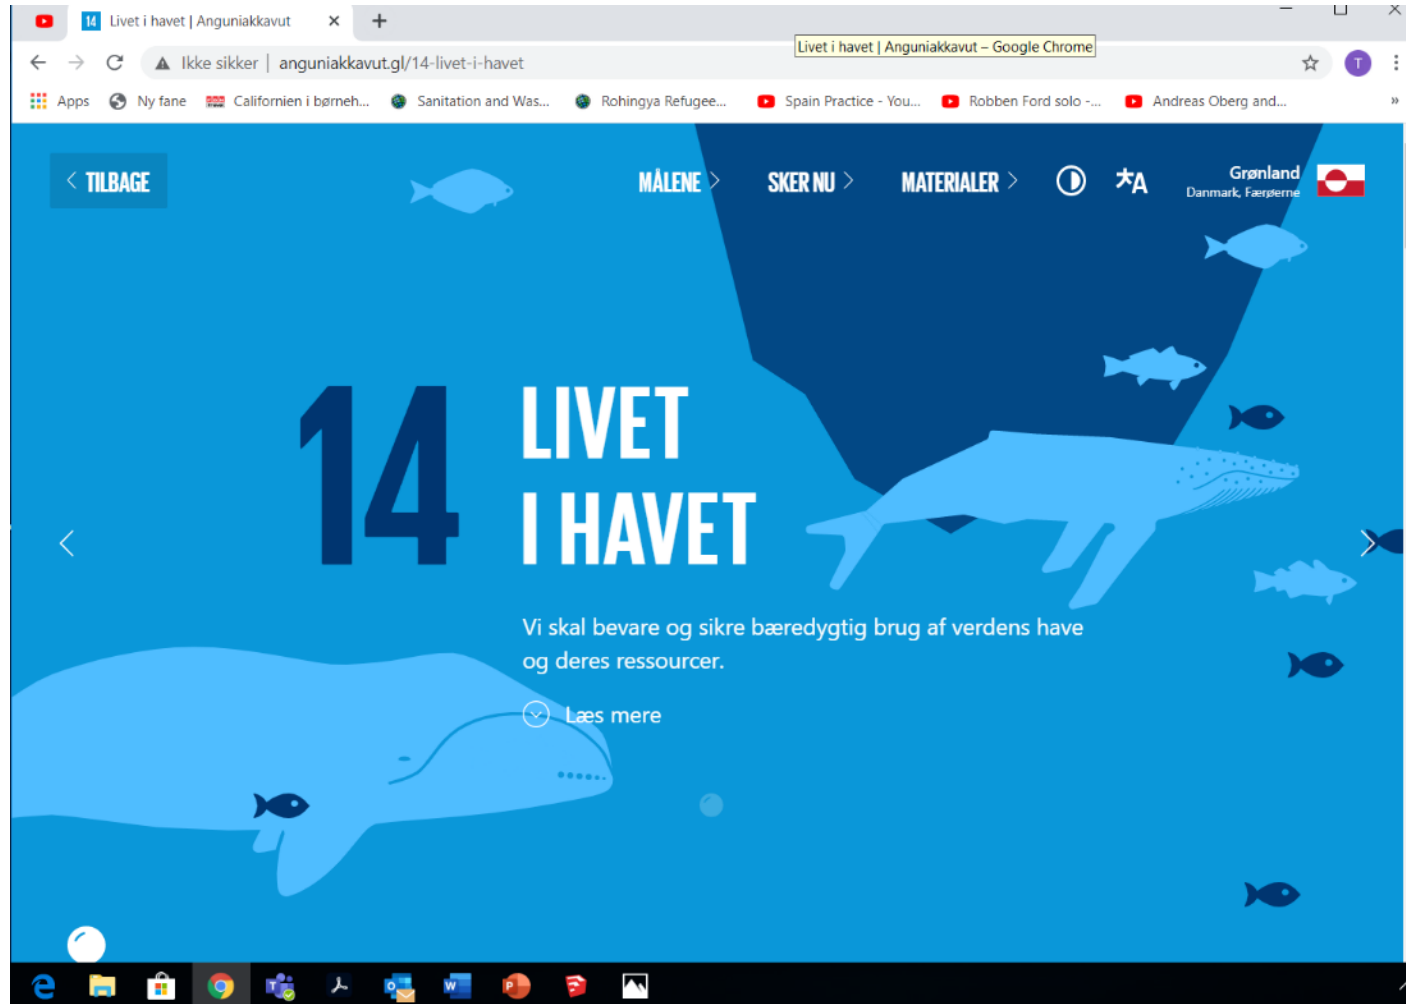 14 Livet i havet | Anguniakkavut
Livet i havet | Anguniakkavut – Google Chrome
Ikke sikker | anguniakkavut.gl/14-livet-i-havet
T
Apps Ny fane Californien i børneh... Sanitation and Was... Rohingya Refugee... Spain Practice - You... Robben Ford solo -... Andreas Oberg and... »
TILBAGE
MÅLENE SKER NU MATERIALER
Grønland
Danmark, Færøerne
14
LIVET
I HAVET
Vi skal bevare og sikre bæredygtig brug af verdens have
og deres ressourcer.
Læs mere